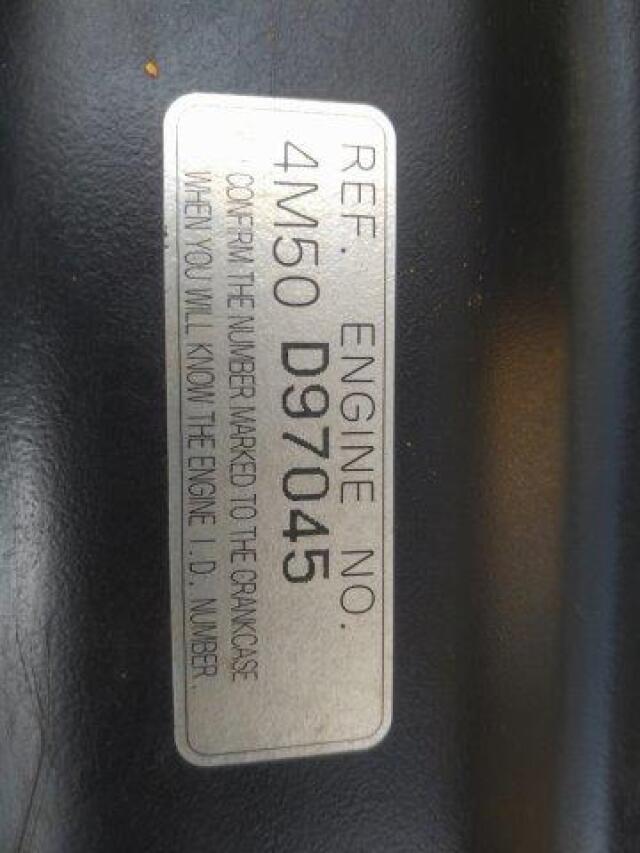 REF. ENGINE NO.
4M50 D97045
CONFIRM THE NUMBER MARKED TO THE CRANKCASE
WHEN YOU WILL KNOW THE ENGINE I.D. NUMBER.